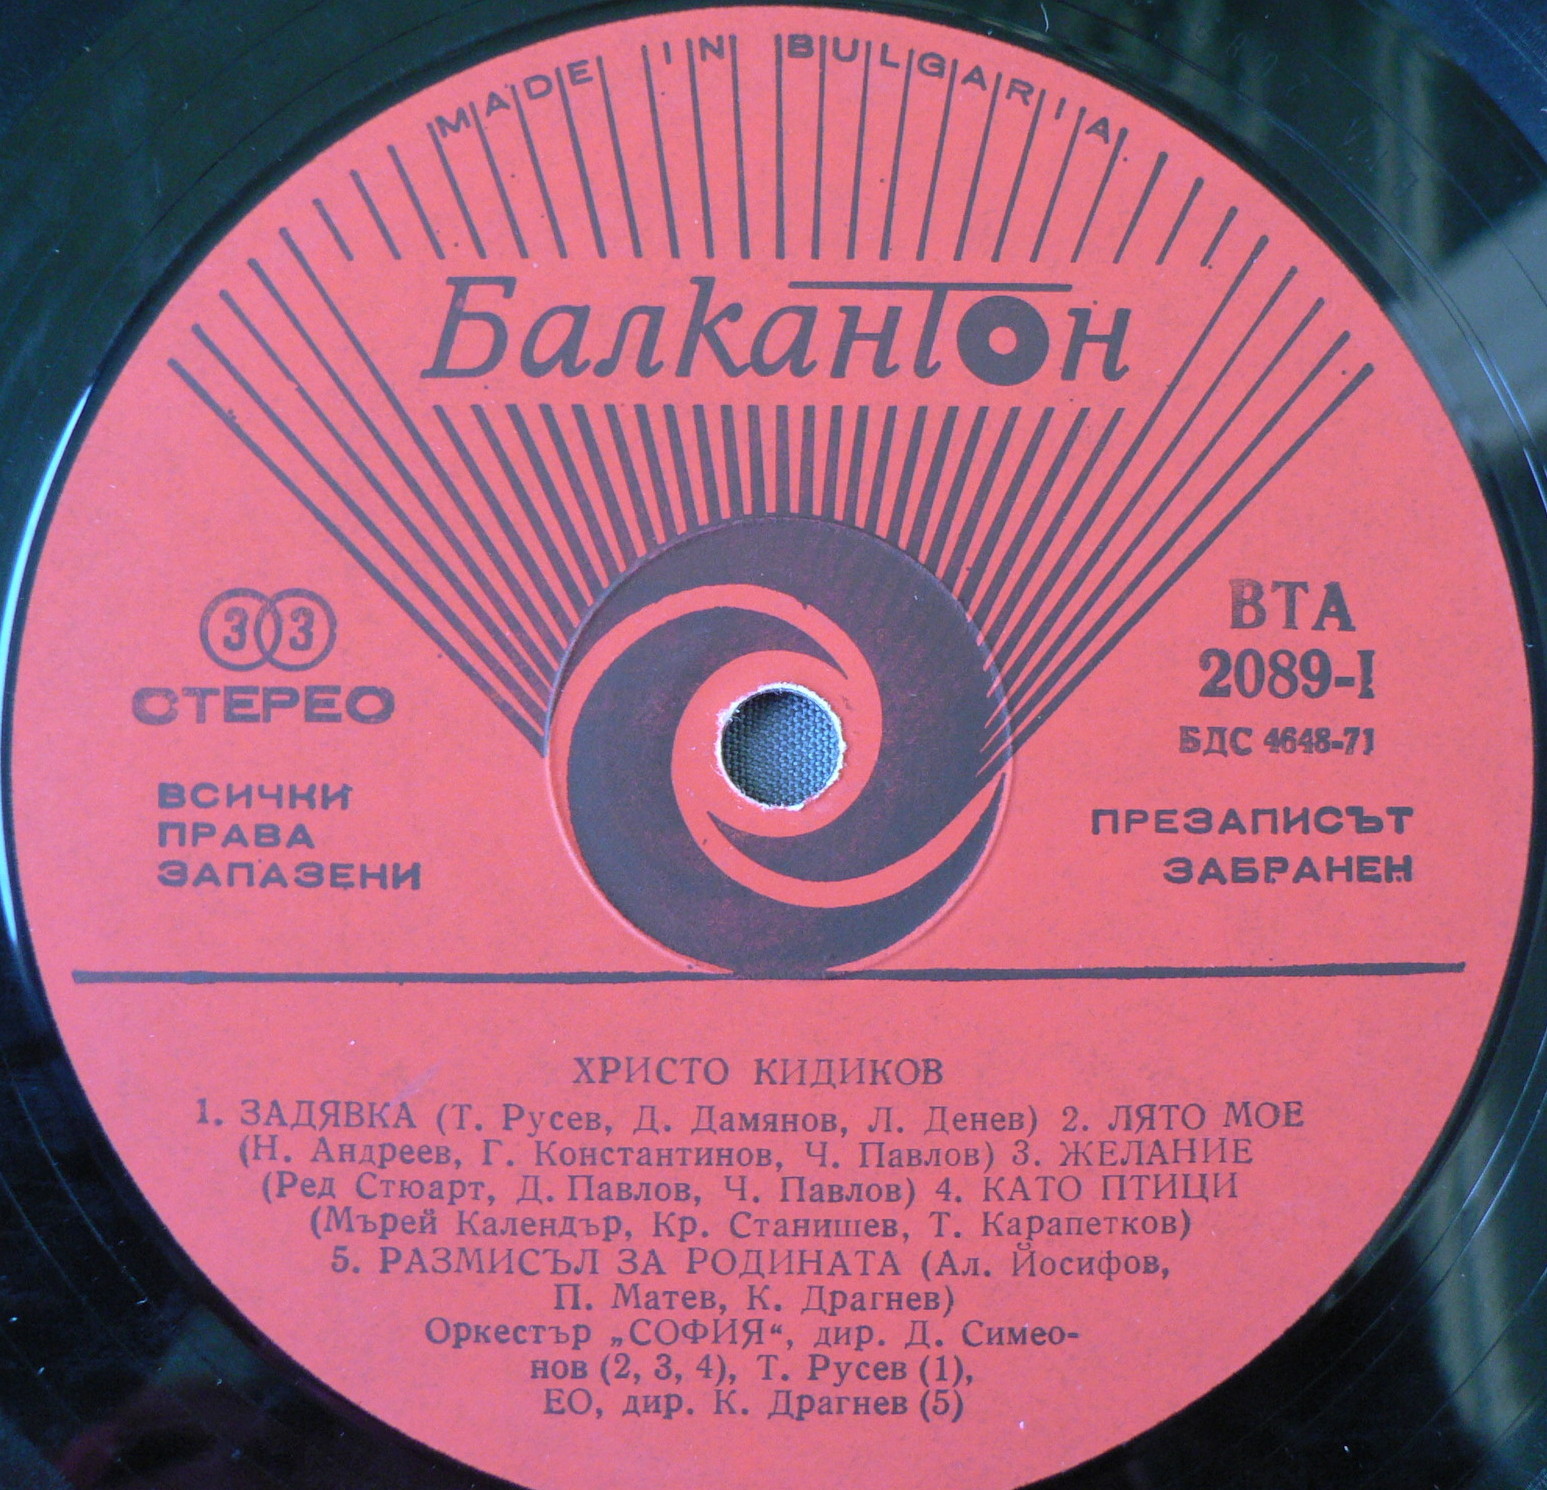 MADE IN BULGARIA
Балкантон
33
СТЕРЕО
ВСИЧКИ
ПРАВА
ЗАПАЗЕНИ
ВТА
2089-I
БДС 4648-71
ПРЕЗАПИСЪТ
ЗАБРАНЕН
ХРИСТО КИДИКОВ
1. ЗАДЯВКА (Т. Русев, Д. Дамянов, Л. Денев) 2. ЛЯТО МОЕ
(Н. Андреев, Г. Константинов, Ч. Павлов) 3. ЖЕЛАНИЕ
(Ред Стюарт, Д. Павлов, Ч. Павлов) 4. КАТО ПТИЦИ
(Мърей Календър, Кр. Станишев, Т. Карапетков)
5. РАЗМИСЪЛ ЗА РОДИНАТА (Ал. Йосифов,
П. Матев, К. Драгнев)
Оркестър „СОФИЯ“, дир. Д. Симео-
нов (2, 3, 4), Т. Русев (1),
ЕО, дир. К. Драгнев (5)